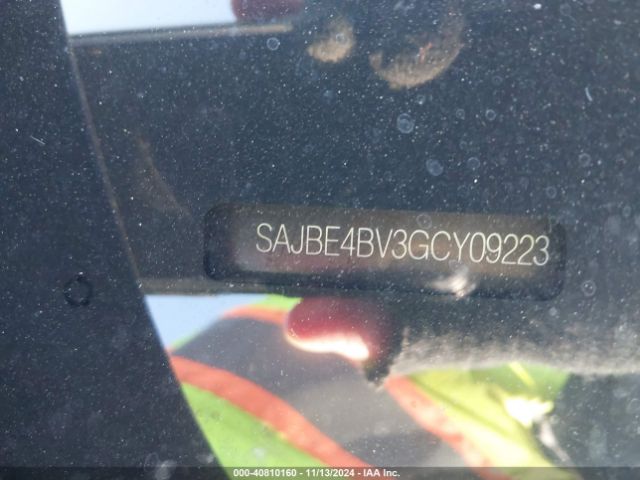 SAJBE4BV3GCY09223
000-40810160 - 11/13/2024 - IAA Inc.